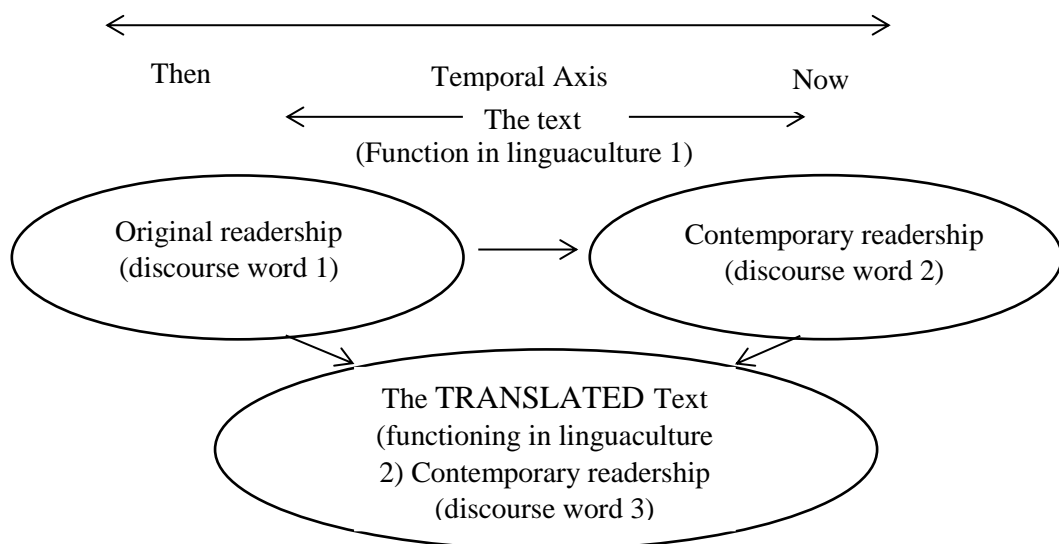 Then Temporal Axis Now
The text
(Function in linguaculture 1)
Original readership
(discourse word 1)
Contemporary readership
(discourse word 2)
The TRANSLATED Text
(functioning in linguaculture
2) Contemporary readership
(discourse word 3)